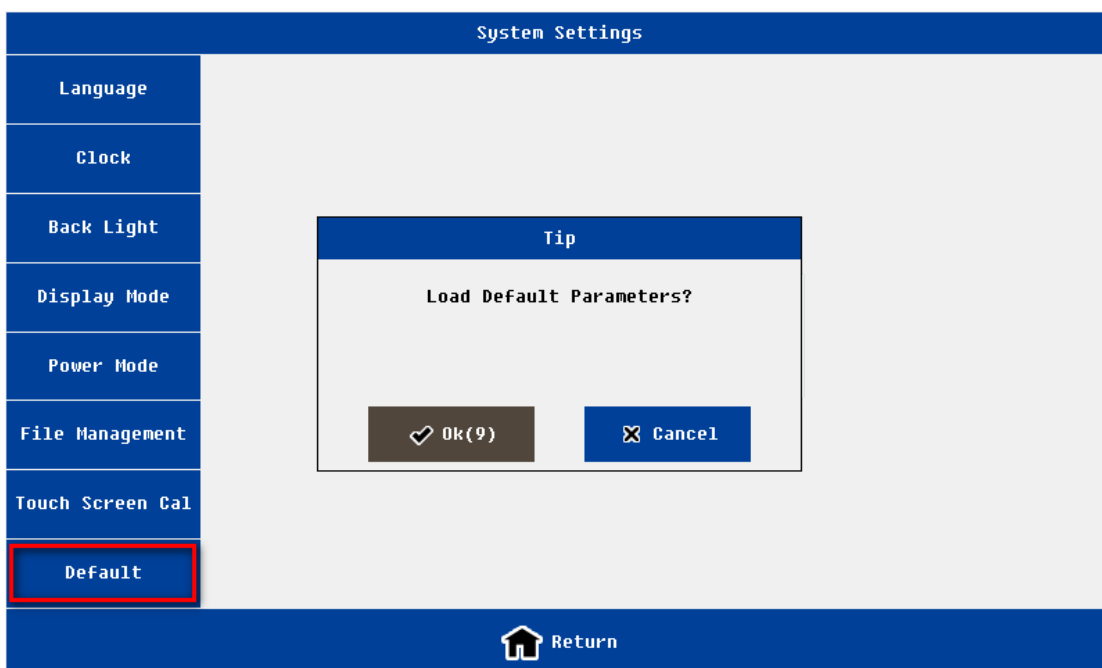 System Settings
Language
Clock
Back Light
Display Mode
Power Mode
File Management
Touch Screen Cal
Default
Tip
Load Default Parameters?
Ok(9)
Cancel
Return